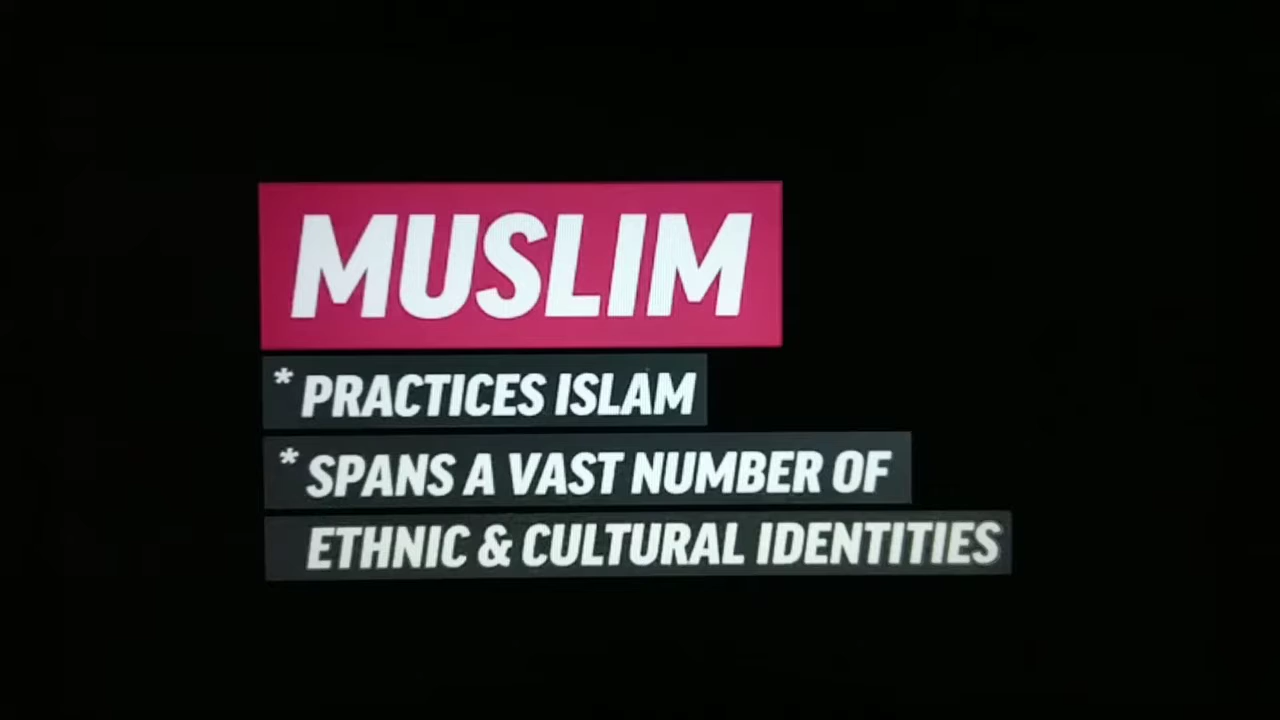 MUSLIM
* PRACTICES ISLAM
* SPANS A VAST NUMBER OF
ETHNIC & CULTURAL IDENTITIES